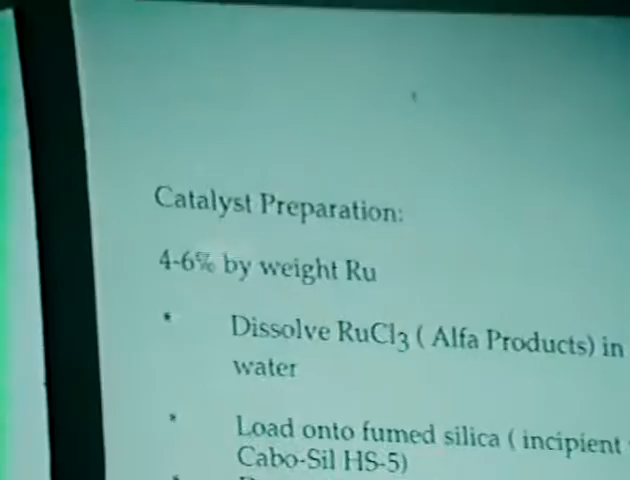 Catalyst Preparation:
4-6% by weight Ru
* Dissolve RuCl3 ( Alfa Products) in
water
* Load onto fumed silica ( incipient
Cabo-Sil HS-5)
*